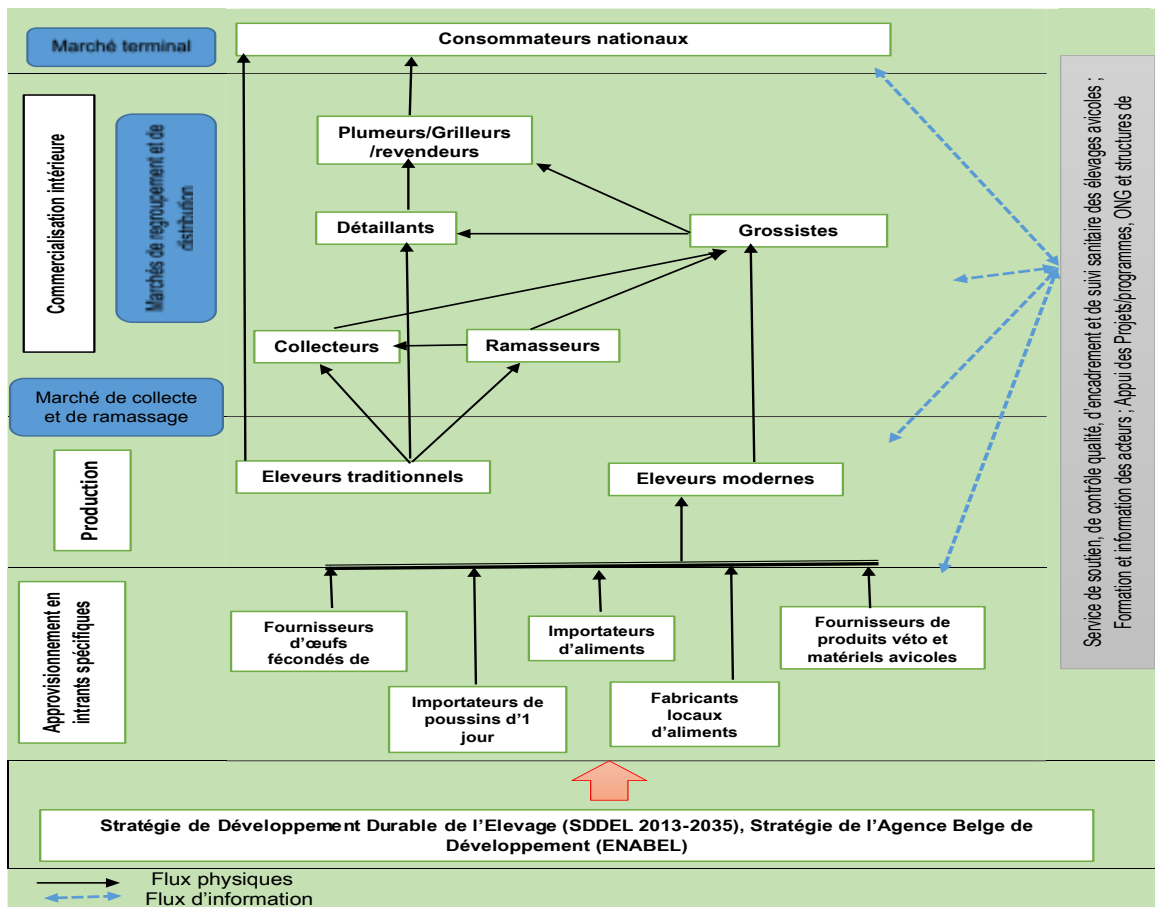 Marché terminal
Consommateurs nationaux
Commercialisation intérieure
Marchés de regroupement et de
distribution
Plumeurs/Grilleurs
/revendeurs
Détaillants
Grossistes
Collecteurs
Ramasseurs
Marché de collecte
et de ramassage
Production
Eleveurs traditionnels
Eleveurs modernes
Approvisionnement en
intrants spécifiques
Fournisseurs
d'œufs
fécondés de
Importateurs de
poussins d'1
jour
Importateurs
d'aliments
Fabricants
locaux
d'aliments
Fournisseurs de
produits véto et
matériels avicoles
Service de soutien, de contrôle qualité, d'encadrement et de suivi sanitaire des élevages avicoles ;
Formation et information des acteurs ; Appui des Projets/programmes, ONG et structures de
Stratégie de Développement Durable de l'Elevage (SDDEL 2013-2035), Stratégie de l'Agence Belge de
Développement (ENABEL)
Flux physiques
Flux d'information